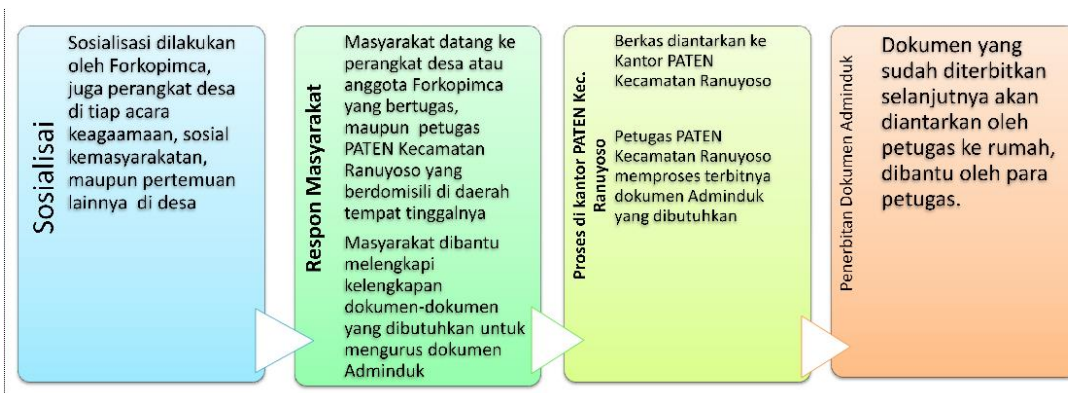 Sosialisai
Sosialisasi dilakukan
oleh Forkopimca,
juga perangkat desa
di tiap acara
keagaamaan, sosial
kemasyarakatan,
maupun pertemuan
lainnya di desa
Respon Masyarakat
Masyarakat datang ke
perangkat desa atau
anggota Forkopimca
yang bertugas,
maupun petugas
PATEN Kecamatan
Ranuyoso yang
berdomisili di daerah
tempat tinggalnya
Masyarakat dibantu
melengkapi
kelengkapan
dokumen-dokumen
yang dibutuhkan untuk
mengurus dokumen
Adminduk
Proses di kantor PATEN Kec.
Ranuyoso
Berkas diantarkan ke
Kantor PATEN
Kecamatan Ranuyoso
Petugas PATEN
Kecamatan Ranuyoso
memproses terbitnya
dokumen Adminduk
yang dibutuhkan
Penerbitan Dokumen Adminduk
Dokumen yang
sudah diterbitkan
selanjutnya akan
diantarkan oleh
petugas ke rumah,
dibantu oleh para
petugas.